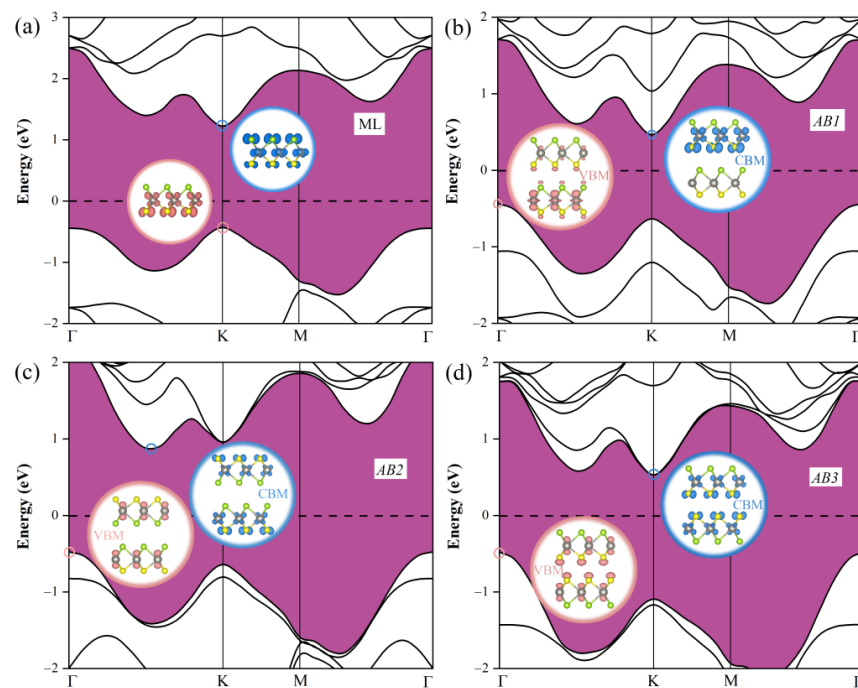 (a)
3
2
1
0
−1
−2
Energy (eV)
ML
Γ
K
M
Γ
(b)
2
1
0
−1
−2
Energy (eV)
AB1
VBM
CBM
Γ
K
M
Γ
(c)
2
1
0
−1
−2
Energy (eV)
AB2
VBM
CBM
Γ
K
M
Γ
(d)
2
1
0
−1
−2
Energy (eV)
AB3
VBM
CBM
Γ
K
M
Γ